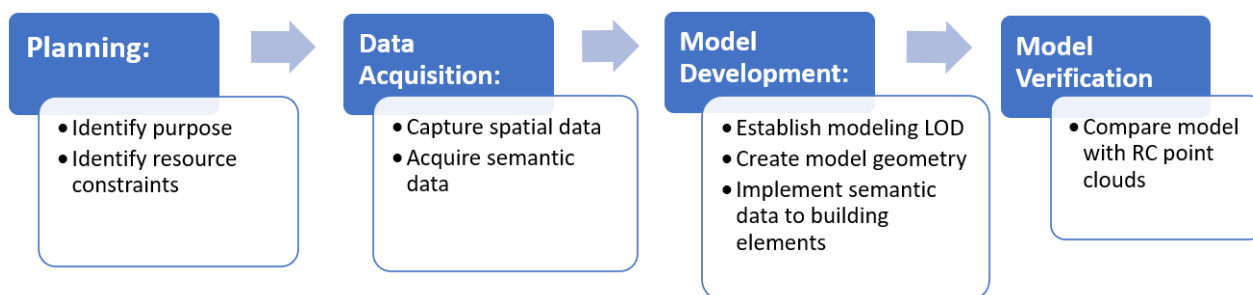 Planning:
• Identify purpose
• Identify resource
constraints
Data
Acquisition:
• Capture spatial data
• Acquire semantic
data
Model
Development:
• Establish modeling LOD
• Create model geometry
• Implement semantic
data to building
elements
Model
Verification
• Compare model
with RC point
clouds